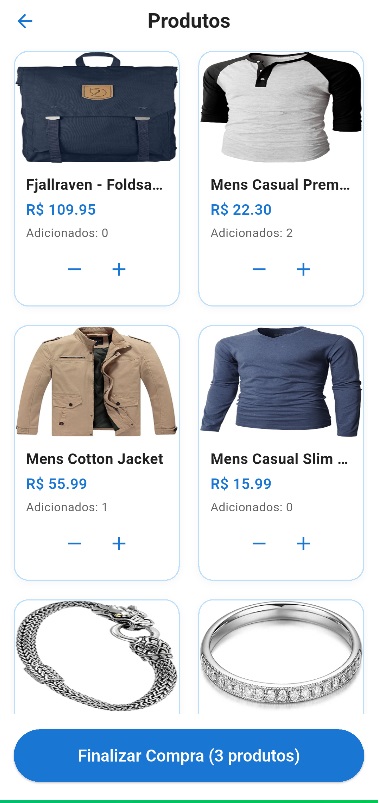 Produtos
Fjallraven - Foldsa...
R$ 109.95
Adicionados: 0
− +
Mens Casual Prem...
R$ 22.30
Adicionados: 2
− +
Mens Cotton Jacket
R$ 55.99
Adicionados: 1
− +
Mens Casual Slim ...
R$ 15.99
Adicionados: 0
− +
Finalizar Compra (3 produtos)